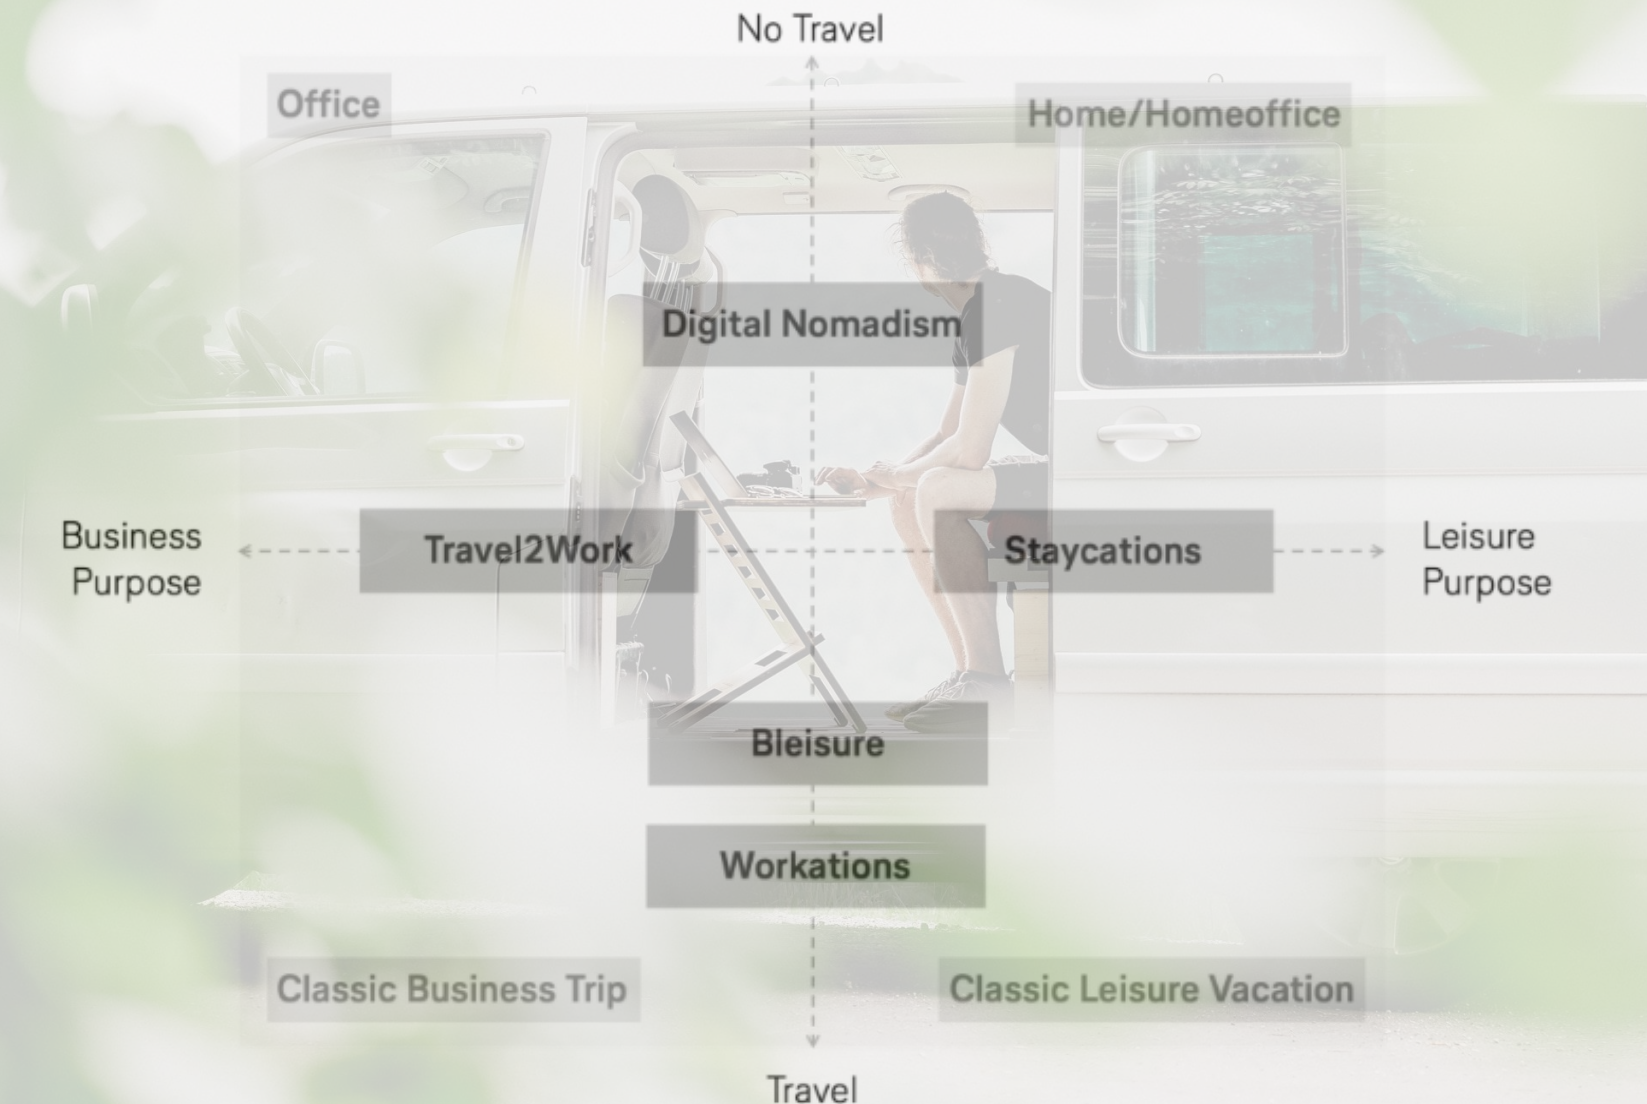 No Travel
Office
Home/Homeoffice
Digital Nomadism
Business
Purpose
Travel2Work
Staycations
Leisure
Purpose
Bleisure
Workations
Classic Business Trip
Classic Leisure Vacation
Travel